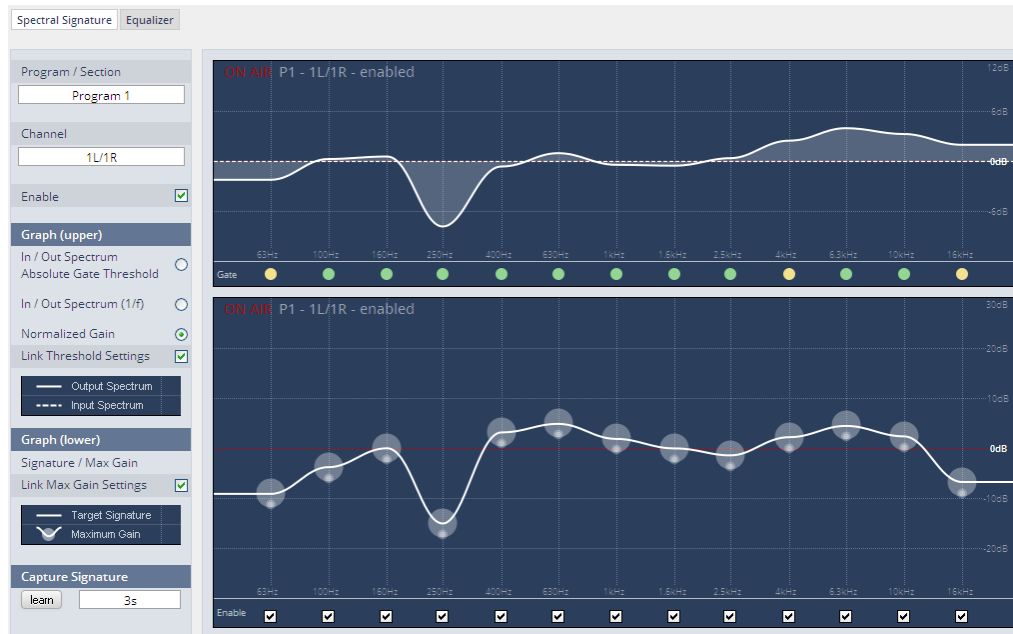 Spectral Signature Equalizer
Program / Section
Program 1
Channel
1L/1R
Enable
Graph (upper)
In / Out Spectrum
Absolute Gate Threshold
In / Out Spectrum (1/f)
Normalized Gain
Link Threshold Settings
Output Spectrum
Input Spectrum
Graph (lower)
Signature / Max Gain
Link Max Gain Settings
Target Signature
Maximum Gain
Capture Signature
learn 3s
ON AIR P1 - 1L/1R - enabled
12dB
6dB
0dB
-6dB
63Hz 100Hz 160Hz 250Hz 400Hz 630Hz 1kHz 1.6kHz 2.5kHz 4kHz 6.3kHz 10kHz 16kHz
Gate
ON AIR P1 - 1L/1R - enabled
30dB
20dB
10dB
0dB
-10dB
-20dB
63Hz 100Hz 160Hz 250Hz 400Hz 630Hz 1kHz 1.6kHz 2.5kHz 4kHz 6.3kHz 10kHz 16kHz
Enable